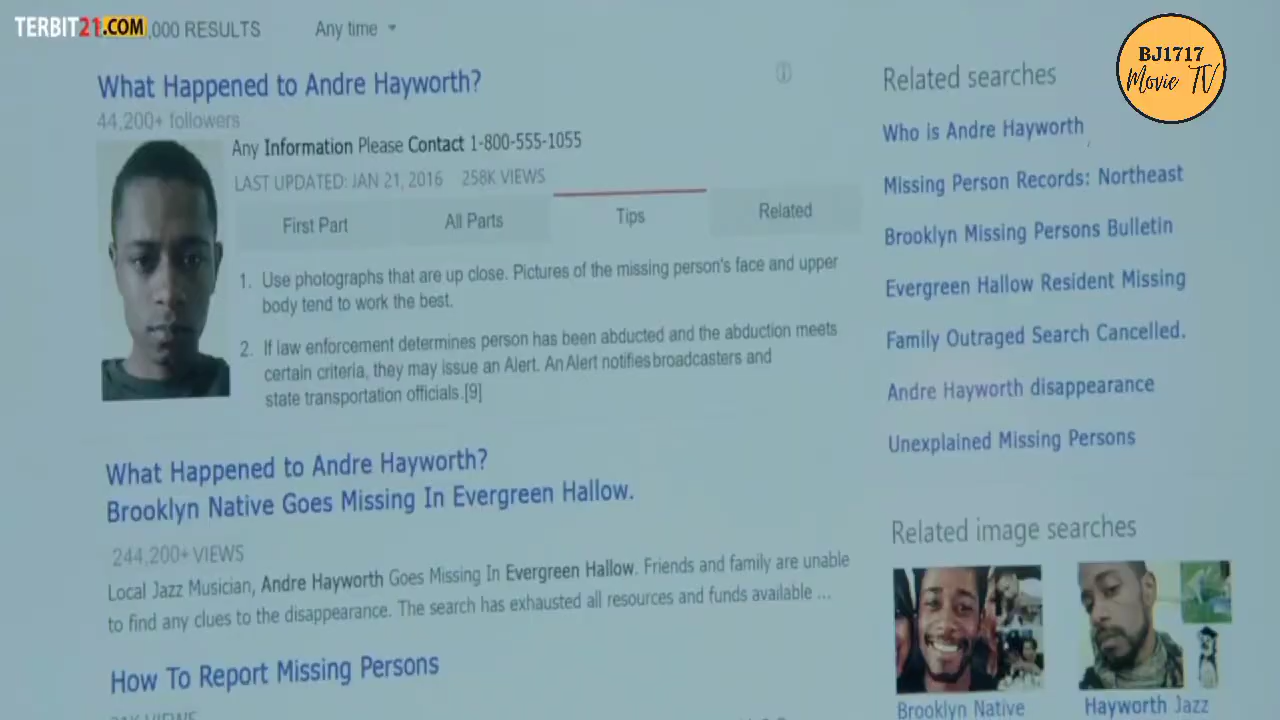 TERBIT21.COM
,000 RESULTS
Any time
BJ1717
Movie TV
What Happened to Andre Hayworth?
44,200+ followers
Any Information Please Contact 1-800-555-1055
LAST UPDATED: JAN 21, 2016 258K VIEWS
First Part
All Parts
Tips
Related
1. Use photographs that are up close. Pictures of the missing person's face and upper
body tend to work the best.
2. If law enforcement determines person has been abducted and the abduction meets
certain criteria, they may issue an Alert. An Alert notifies broadcasters and
state transportation officials.[9]
What Happened to Andre Hayworth?
Brooklyn Native Goes Missing In Evergreen Hallow.
244,200+ VIEWS
Local Jazz Musician, Andre Hayworth Goes Missing In Evergreen Hallow. Friends and family are unable
to find any clues to the disappearance. The search has exhausted all resources and funds available ...
How To Report Missing Persons
VIEWS
Related searches
Who is Andre Hayworth
Missing Person Records: Northeast
Brooklyn Missing Persons Bulletin
Evergreen Hallow Resident Missing
Family Outraged Search Cancelled.
Andre Hayworth disappearance
Unexplained Missing Persons
Related image searches
Brooklyn Native
Hayworth Jazz